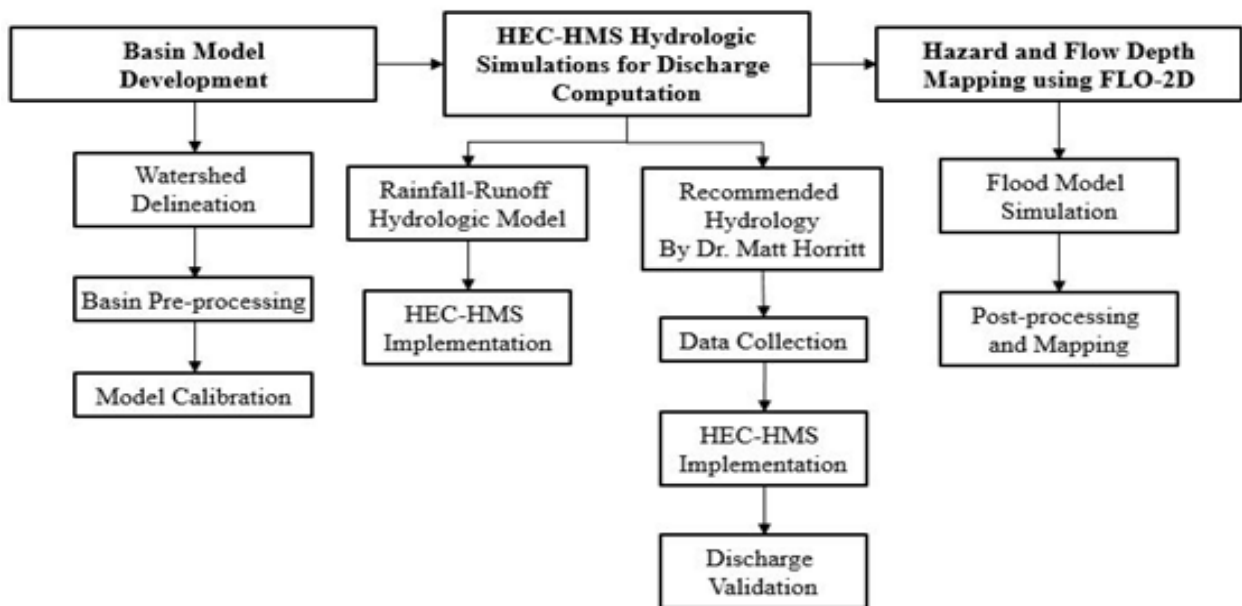 Basin Model
Development
HEC-HMS Hydrologic
Simulations for Discharge
Computation
Hazard and Flow Depth
Mapping using FLO-2D
Watershed
Delineation
Basin Pre-processing
Model Calibration
Rainfall-Runoff
Hydrologic Model
HEC-HMS
Implementation
Recommended
Hydrology
By Dr. Matt Horritt
Data Collection
HEC-HMS
Implementation
Discharge
Validation
Flood Model
Simulation
Post-processing
and Mapping